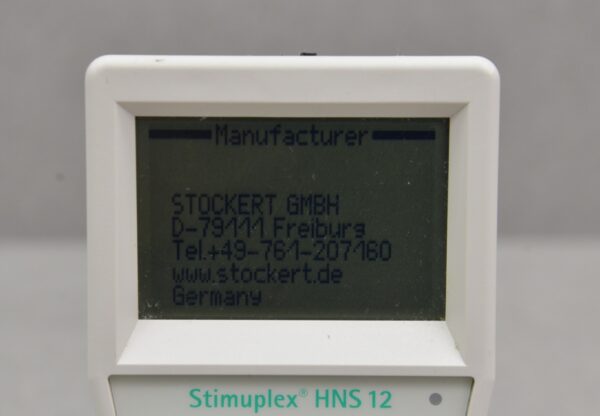 Manufacturer
STOCKERT GMBH
D-79111 Freiburg
Tel.+49-761-207160
www.stockert.de
Germany
Stimuplex® HNS 12